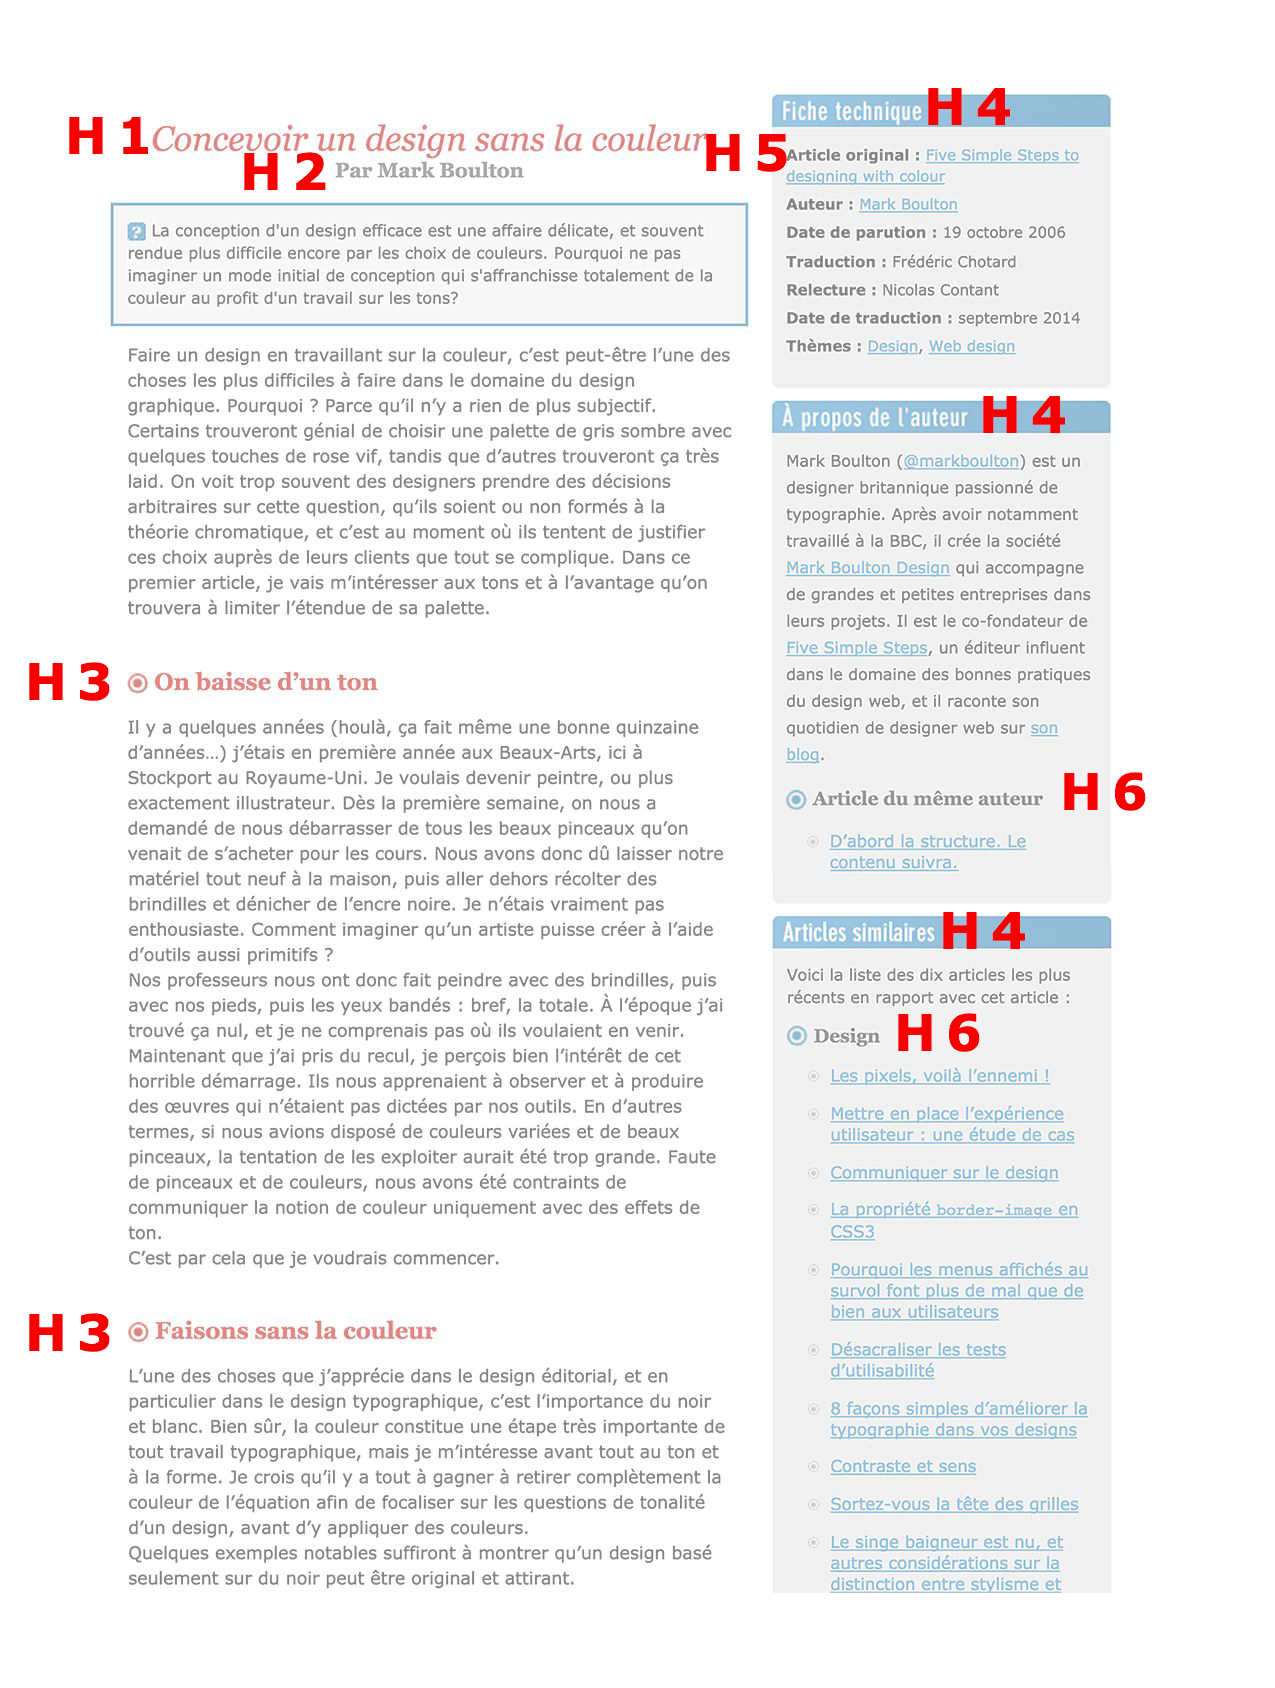 H 1 Concevoir un design sans la couleur
H 2 Par Mark Boulton
La conception d'un design efficace est une affaire délicate, et souvent
rendue plus difficile encore par les choix de couleurs. Pourquoi ne pas
imaginer un mode initial de conception qui s'affranchisse totalement de la
couleur au profit d'un travail sur les tons?
Faire un design en travaillant sur la couleur, c’est peut-être l’une des
choses les plus difficiles à faire dans le domaine du design
graphique. Pourquoi ? Parce qu’il n’y a rien de plus subjectif.
Certains trouveront génial de choisir une palette de gris sombre avec
quelques touches de rose vif, tandis que d’autres trouveront ça très
laid. On voit trop souvent des designers prendre des décisions
arbitraires sur cette question, qu’ils soient ou non formés à la
théorie chromatique, et c’est au moment où ils tentent de justifier
ces choix auprès de leurs clients que tout se complique. Dans ce
premier article, je vais m’intéresser aux tons et à l’avantage qu’on
trouvera à limiter l’étendue de sa palette.
H 3 On baisse d’un ton
Il y a quelques années (houlà, ça fait même une bonne quinzaine
d’années…) j’étais en première année aux Beaux-Arts, ici à
Stockport au Royaume-Uni. Je voulais devenir peintre, ou plus
exactement illustrateur. Dès la première semaine, on nous a
demandé de nous débarrasser de tous les beaux pinceaux qu’on
venait de s’acheter pour les cours. Nous avons donc dû laisser notre
matériel tout neuf à la maison, puis aller dehors récolter des
brindilles et dénicher de l’encre noire. Je n’étais vraiment pas
enthousiaste. Comment imaginer qu’un artiste puisse créer à l’aide
d’outils aussi primitifs ?
Nos professeurs nous ont donc fait peindre avec des brindilles, puis
avec nos pieds, puis les yeux bandés : bref, la totale. À l’époque j’ai
trouvé ça nul, et je ne comprenais pas où ils voulaient en venir.
Maintenant que j’ai pris du recul, je perçois bien l’intérêt de cet
horrible démarrage. Ils nous apprenaient à observer et à produire
des œuvres qui n’étaient pas dictées par nos outils. En d’autres
termes, si nous avions disposé de couleurs variées et de beaux
pinceaux, la tentation de les exploiter aurait été trop grande. Faute
de pinceaux et de couleurs, nous avons été contraints de
communiquer la notion de couleur uniquement avec des effets de
ton.
C’est par cela que je voudrais commencer.
H 3 Faisons sans la couleur
L’une des choses que j’apprécie dans le design éditorial, et en
particulier dans le design typographique, c’est l’importance du noir
et blanc. Bien sûr, la couleur constitue une étape très importante de
tout travail typographique, mais je m’intéresse avant tout au ton et
à la forme. Je crois qu’il y a tout à gagner à retirer complètement la
couleur de l’équation afin de focaliser sur les questions de tonalité
d’un design, avant d’y appliquer des couleurs.
Quelques exemples notables suffiront à montrer qu’un design basé
seulement sur du noir peut être original et attirant.
Fiche technique H 4
H 5 Article original : Five Simple Steps to
designing with colour
Auteur : Mark Boulton
Date de parution : 19 octobre 2006
Traduction : Frédéric Chotard
Relecture : Nicolas Contant
Date de traduction : septembre 2014
Thèmes : Design, Web design
À propos de l'auteur H 4
Mark Boulton (@markboulton) est un
designer britannique passionné de
typographie. Après avoir notamment
travaillé à la BBC, il crée la société
Mark Boulton Design qui accompagne
de grandes et petites entreprises dans
leurs projets. Il est le co-fondateur de
Five Simple Steps, un éditeur influent
dans le domaine des bonnes pratiques
du design web, et il raconte son
quotidien de designer web sur son
blog.
Article du même auteur H 6
D’abord la structure. Le
contenu suivra.
Articles similaires H 4
Voici la liste des dix articles les plus
récents en rapport avec cet article :
Design H 6
Les pixels, voilà l’ennemi !
Mettre en place l’expérience
utilisateur : une étude de cas
Communiquer sur le design
La propriété border-image en
CSS3
Pourquoi les menus affichés au
survol font plus de mal que de
bien aux utilisateurs
Désacraliser les tests
d’utilisabilité
8 façons simples d’améliorer la
typographie dans vos designs
Contraste et sens
Sortez-vous la tête des grilles
Le singe baigneur est nu, et
autres considérations sur la
distinction entre stylisme et